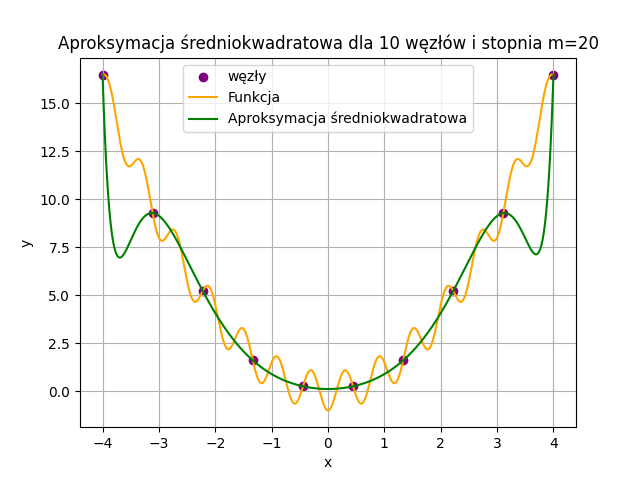 Aproksymacja średniokwadratowa dla 10 węzłów i stopnia m=20
węzły
Funkcja
Aproksymacja średniokwadratowa
15.0
12.5
10.0
7.5
5.0
2.5
0.0
y
−4 −3 −2 −1 0 1 2 3 4
x